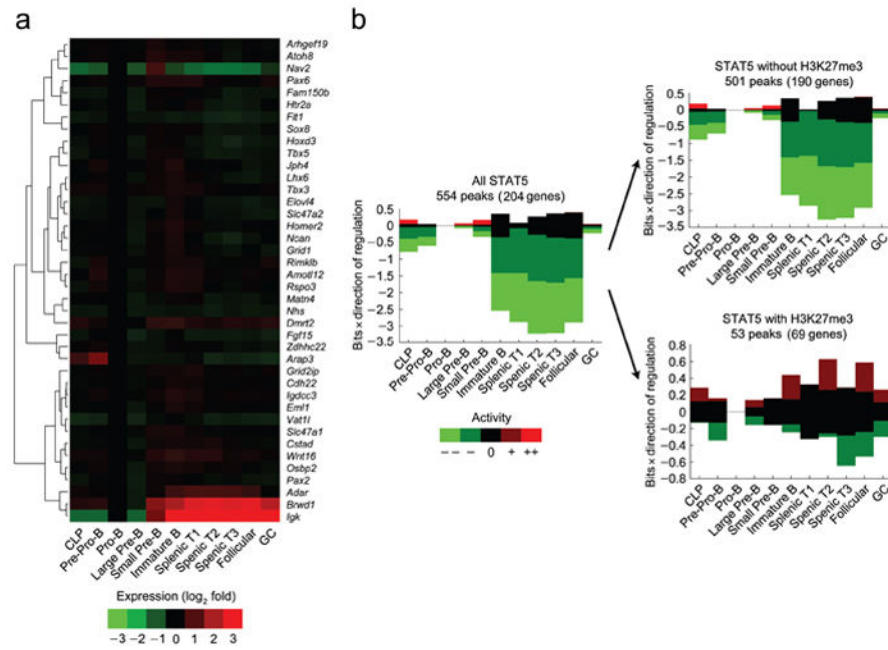 a
Arhgef19
Atoh8
Nav2
Pax6
Fam150b
Htr2a
Flt1
Sox8
Hoxd3
Tbx5
Jph4
Lhx6
Tbx3
Elovl4
Slc47a2
Homer2
Ncan
Grid1
Rimklb
Amotl2
Rspo3
Matn4
Nhs
Dmrt2
Fgf15
Zdhhc22
Arap3
Grid2ip
Cdh22
Igdcc3
Eml1
Vat1l
Slc47a1
Cstad
Wnt16
Osbp2
Pax2
Adar
Brwd1
Igk
CLP
Pre-Pro-B
Pro-B
Large Pre-B
Small Pre-B
Immature B
Splenic T1
Splenic T2
Spenic T3
Follicular
GC
Expression (log2 fold)
−3 −2 −1 0 1 2 3
b
All STAT5
554 peaks (204 genes)
Bits × direction of regulation
0.5
0
−0.5
−1
−1.5
−2
−2.5
−3
−3.5
CLP
Pre-Pro-B
Pro-B
Large Pre-B
Small Pre-B
Immature B
Splenic T1
Spenic T2
Spenic T3
Follicular
GC
Activity
−−− − 0 + ++
STAT5 without H3K27me3
501 peaks (190 genes)
Bits × direction of regulation
0.5
0
−0.5
−1
−1.5
−2
−2.5
−3
−3.5
CLP
Pre-Pro-B
Pro-B
Large Pre-B
Small Pre-B
Immature B
Splenic T1
Spenic T2
Spenic T3
Follicular
GC
STAT5 with H3K27me3
53 peaks (69 genes)
Bits × direction of regulation
0.8
0.6
0.4
0.2
0
0.2
0.4
0.6
0.8
CLP
Pre-Pro-B
Pro-B
Large Pre-B
Small Pre-B
Immature B
Splenic T1
Spenic T2
Spenic T3
Follicular
GC